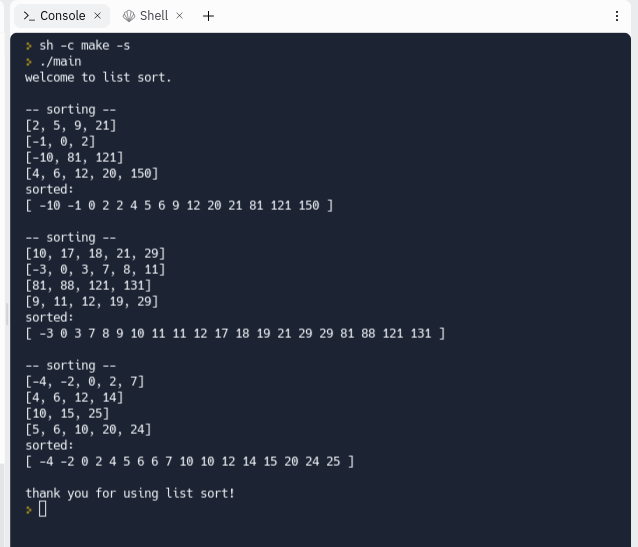 Console
Shell
sh -c make -s
./main
welcome to list sort.
-- sorting --
[2, 5, 9, 21]
[-1, 0, 2]
[-10, 81, 121]
[4, 6, 12, 20, 150]
sorted:
[ -10 -1 0 2 2 4 5 6 9 12 20 21 81 121 150 ]
-- sorting --
[10, 17, 18, 21, 29]
[-3, 0, 3, 7, 8, 11]
[81, 88, 121, 131]
[9, 11, 12, 19, 29]
sorted:
[ -3 0 3 7 8 9 10 11 11 12 17 18 19 21 29 29 81 88 121 131 ]
-- sorting --
[-4, -2, 0, 2, 7]
[4, 6, 12, 14]
[10, 15, 25]
[5, 6, 10, 20, 24]
sorted:
[ -4 -2 0 2 4 5 6 6 7 10 10 12 14 15 20 24 25 ]
thank you for using list sort!